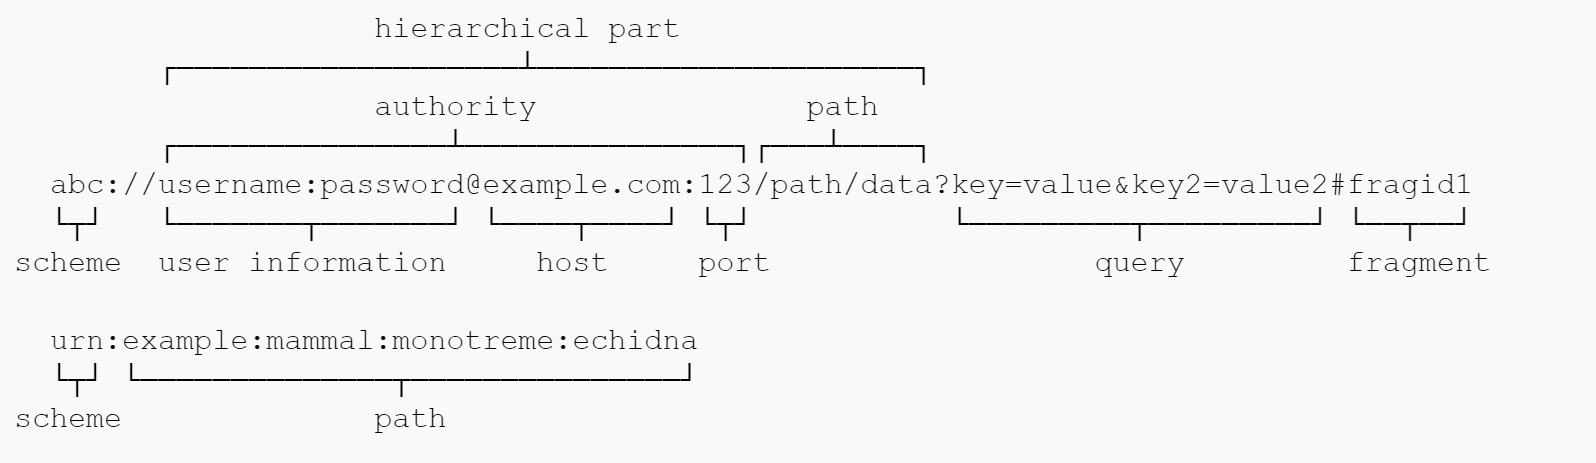 hierarchical part
authority path
abc://username:password@example.com:123/path/data?key=value&key2=value2#fragid1
scheme user information host port query fragment
urn:example:mammal:monotreme:echidna
scheme path